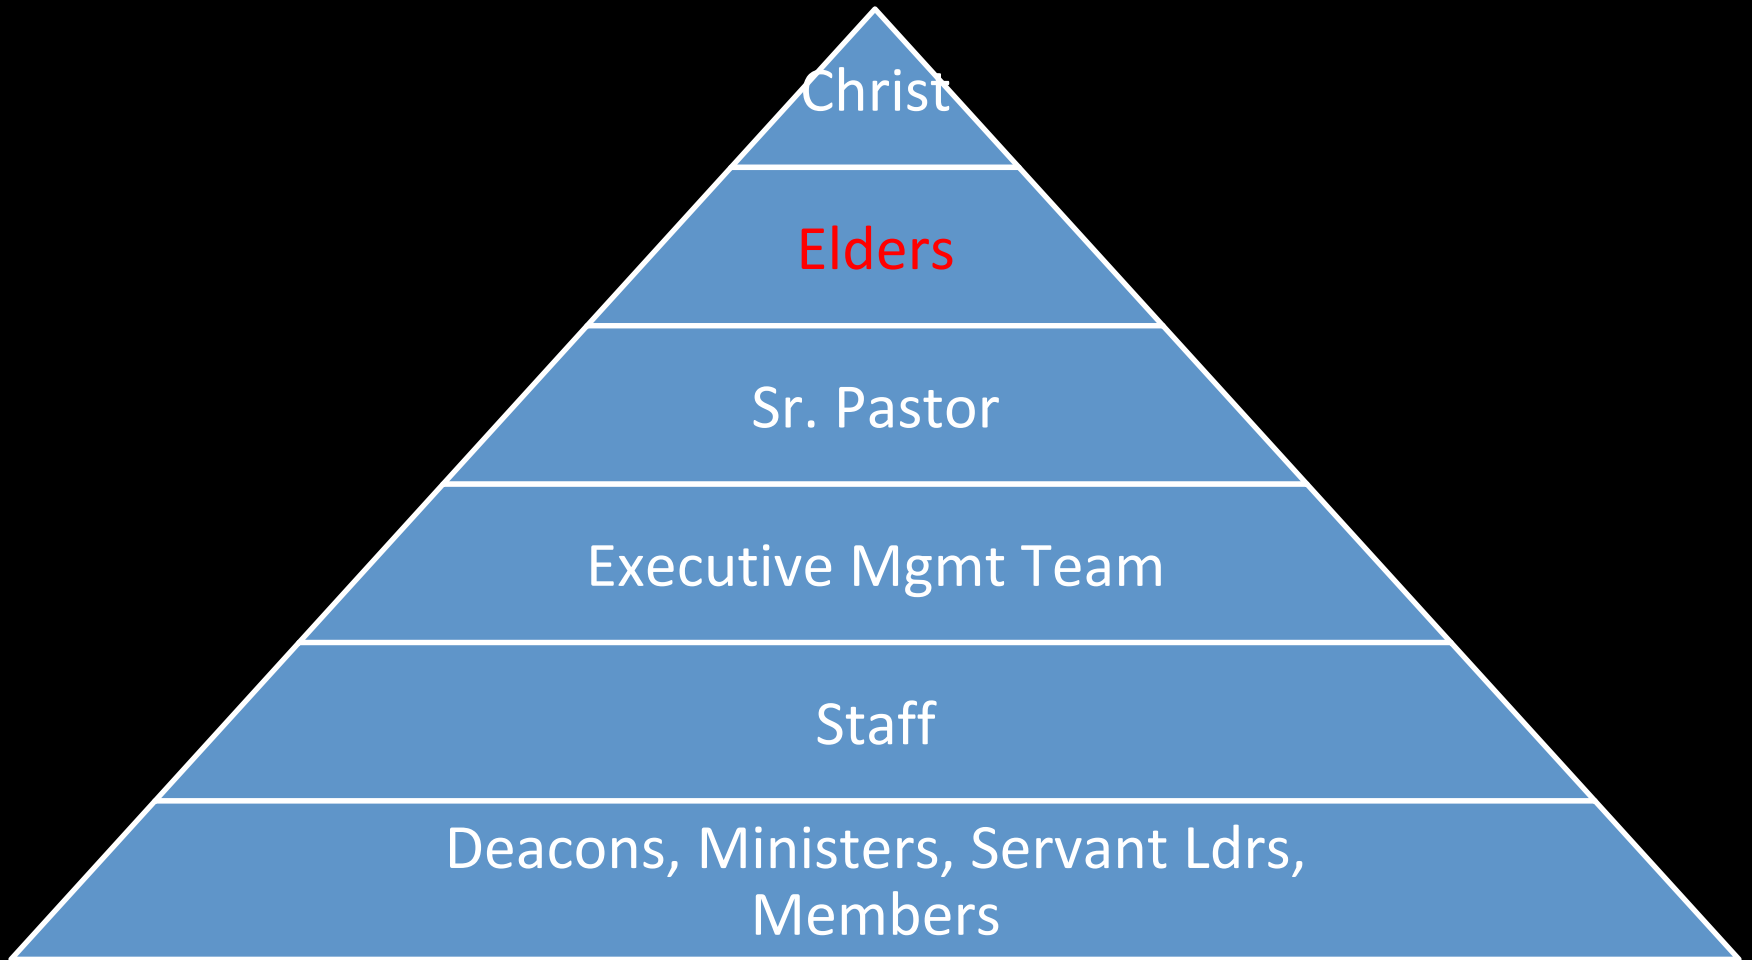 Christ
Elders
Sr. Pastor
Executive Mgmt Team
Staff
Deacons, Ministers, Servant Ldrs,
Members